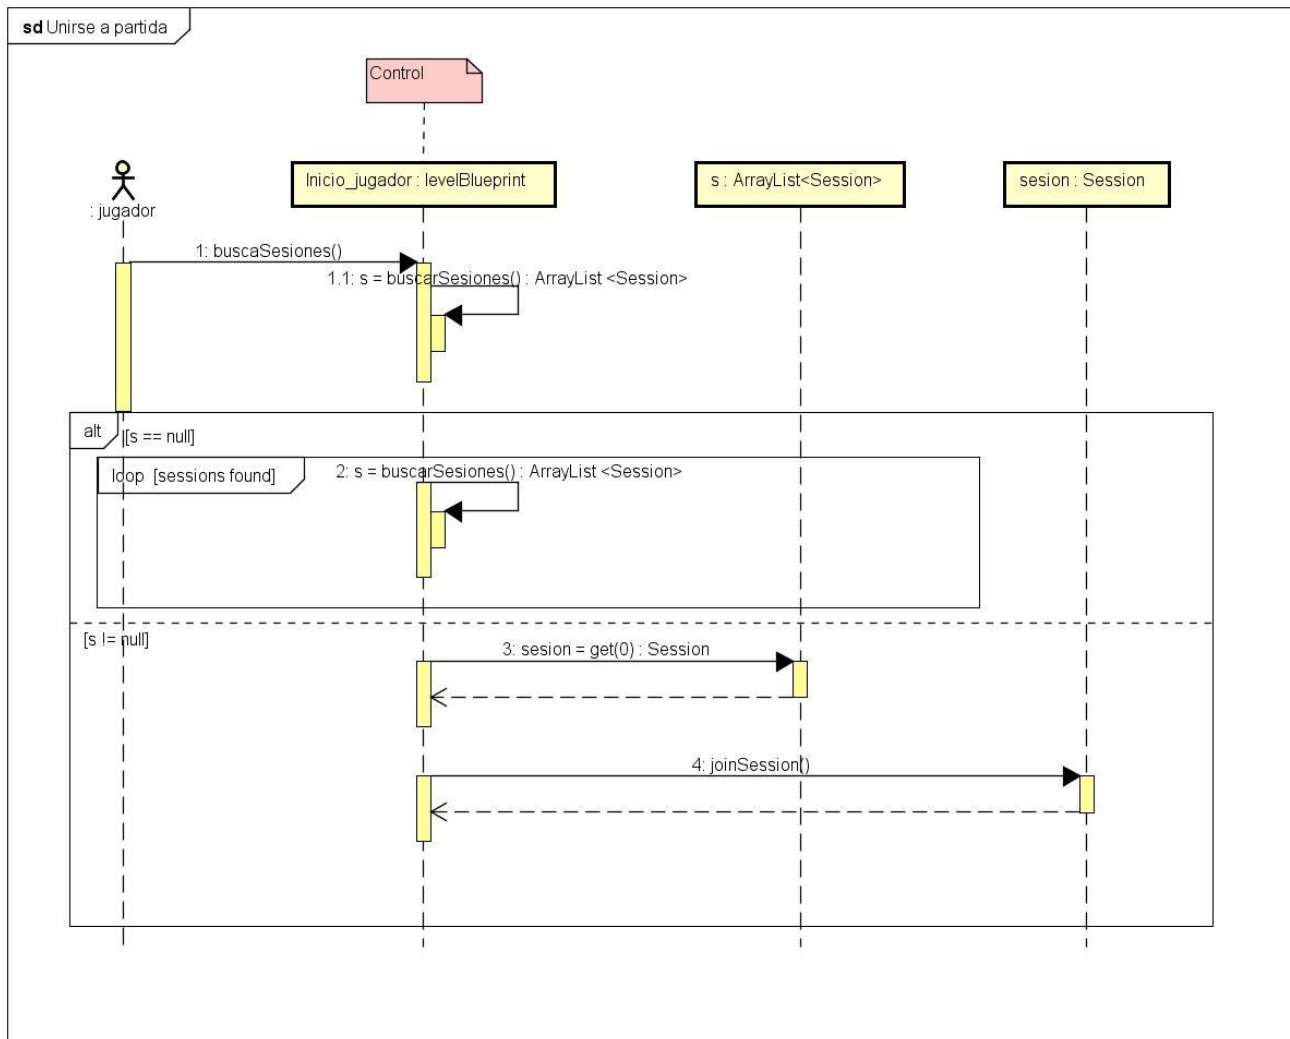 sd Unirse a partida
Control
: jugador
Inicio_jugador : levelBlueprint
s : ArrayList<Session>
sesion : Session
1: buscaSesiones()
1.1: s = buscarSesiones() : ArrayList <Session>
alt
[s == null]
loop [sessions found]
2: s = buscarSesiones() : ArrayList <Session>
[s != null]
3: sesion = get(0) : Session
4: joinSession()